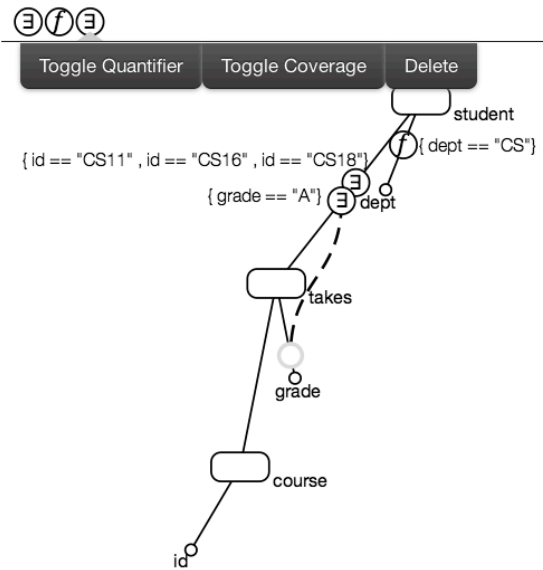 ∃ƒ∃
Toggle Quantifier Toggle Coverage Delete
student
ƒ { dept == "CS"}
{ id == "CS11" , id == "CS16" , id == "CS18"}
∃
{ grade == "A"} ∃ dept
takes
grade
course
id